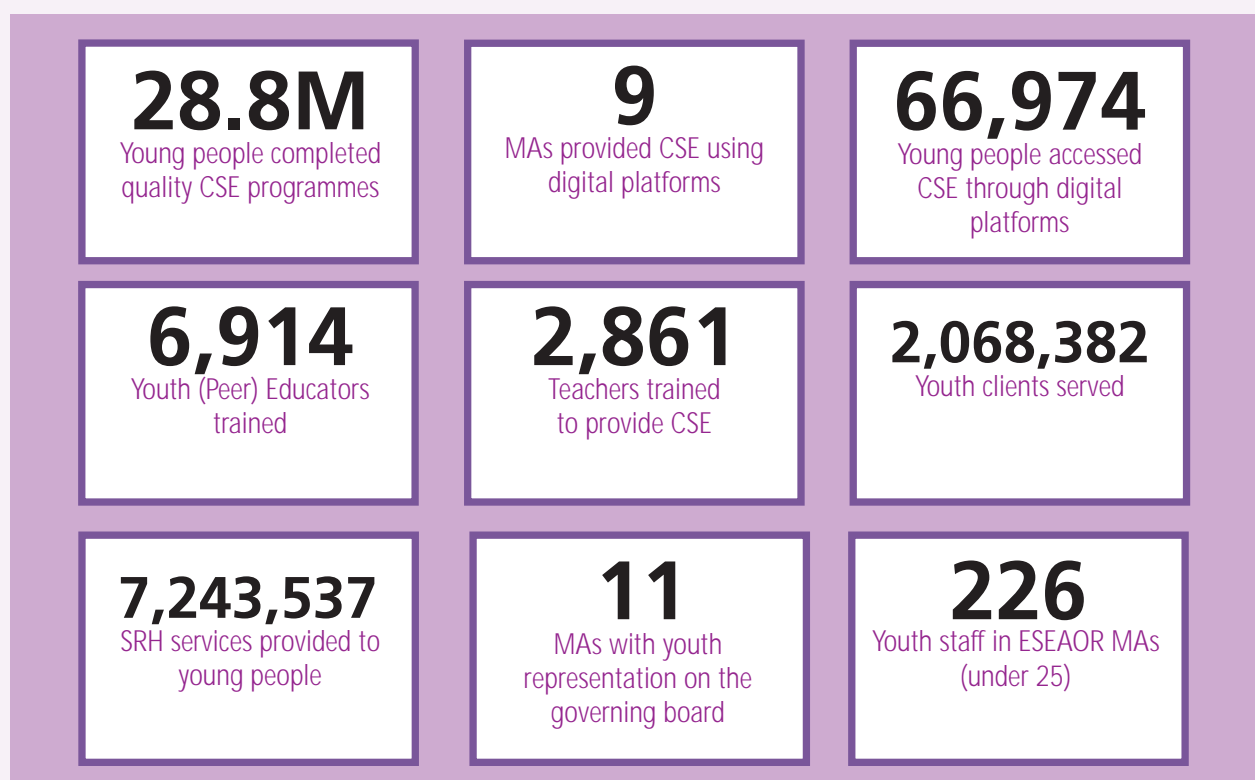 28.8M
Young people completed
quality CSE programmes
9
MAs provided CSE using
digital platforms
66,974
Young people accessed
CSE through digital
platforms
6,914
Youth (Peer) Educators
trained
2,861
Teachers trained
to provide CSE
2,068,382
Youth clients served
7,243,537
SRH services provided to
young people
11
MAs with youth
representation on the
governing board
226
Youth staff in ESEAOR MAs
(under 25)